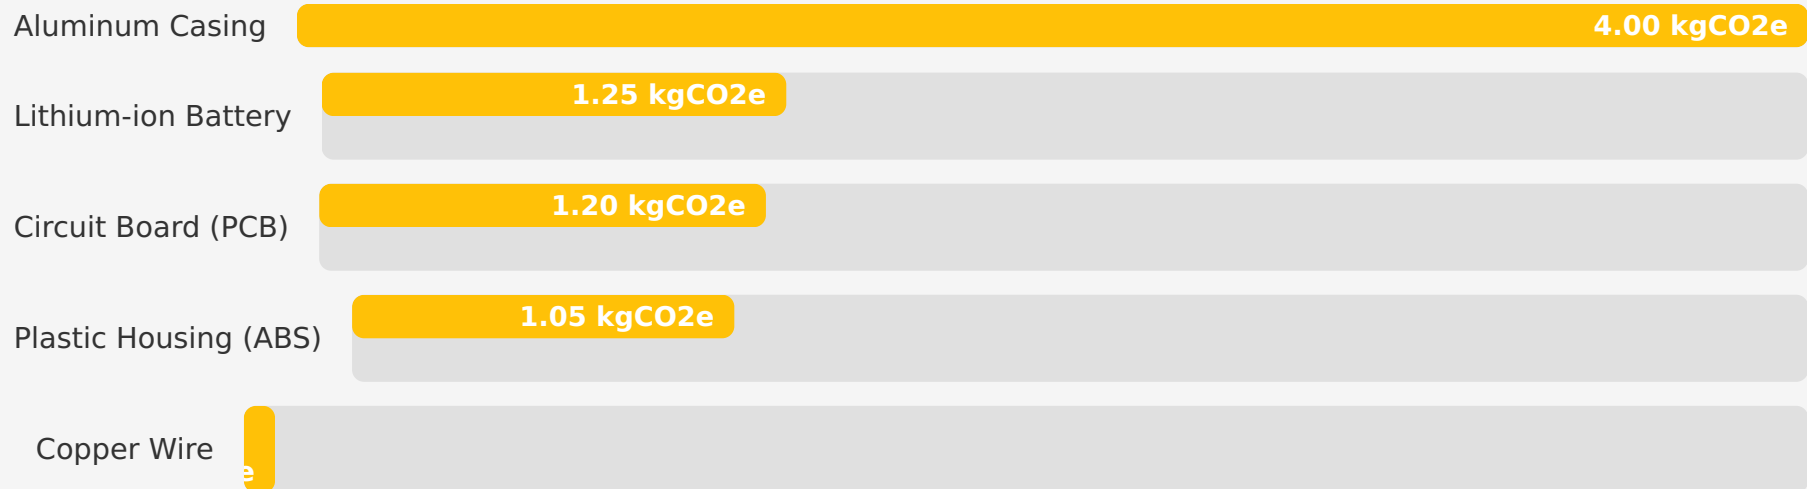 Aluminum Casing 4.00 kgCO2e
Lithium-ion Battery 1.25 kgCO2e
Circuit Board (PCB) 1.20 kgCO2e
Plastic Housing (ABS) 1.05 kgCO2e
Copper Wire